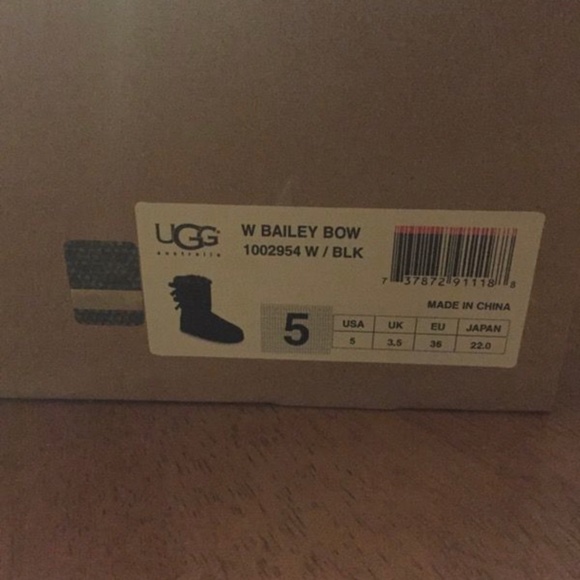 UGG
australia
W BAILEY BOW
1002954 W / BLK
7 37872 91118 8
MADE IN CHINA
5
USA UK EU JAPAN
5 3.5 36 22.0